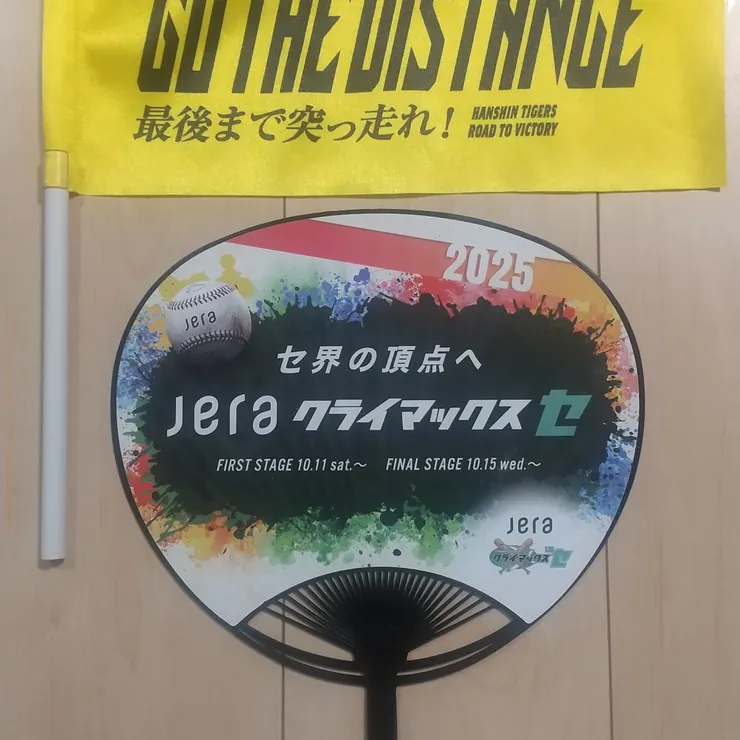 GO THE DISTANCE
最後まで突っ走れ！
HANSHIN TIGERS
ROAD TO VICTORY
2025
jera
セ界の頂点へ
Jera クライマックス セ
FIRST STAGE 10.11 sat.～ FINAL STAGE 10.15 wed.～
Jera
クライマックス セ